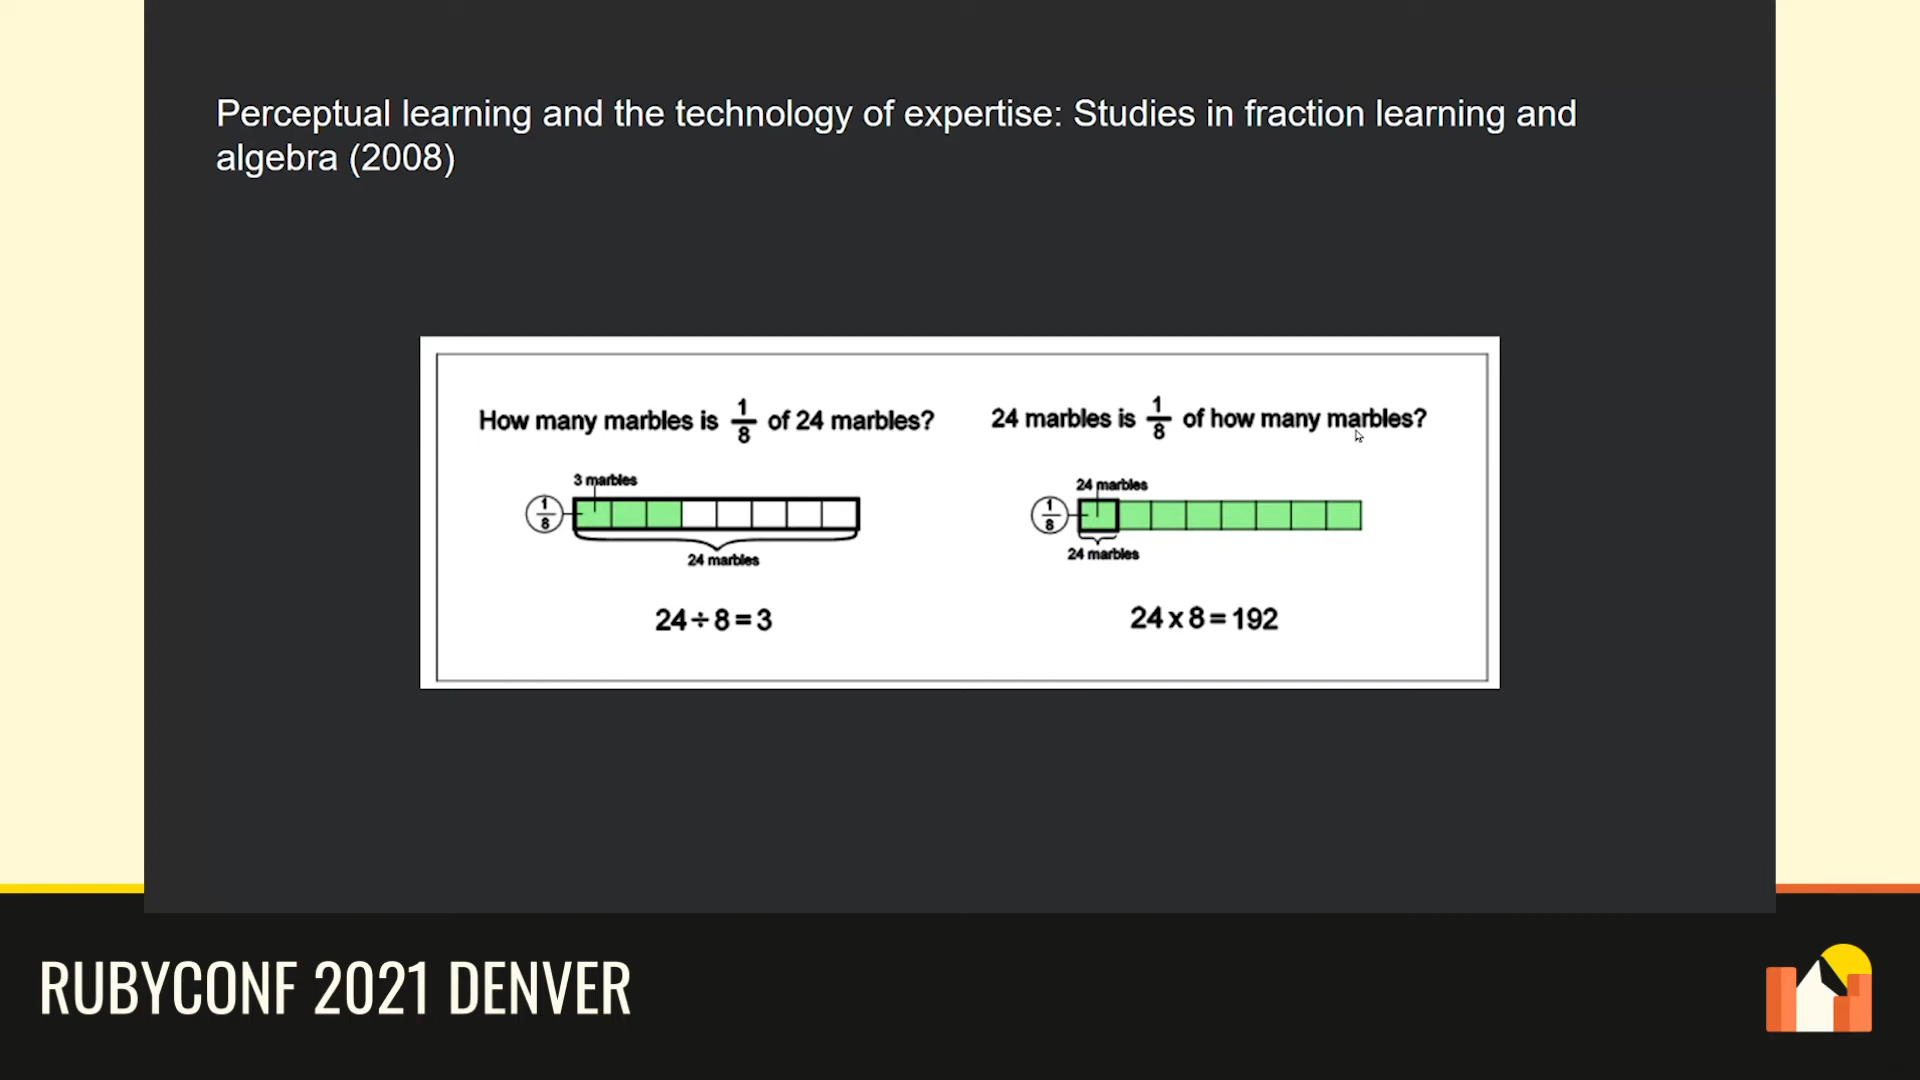 Perceptual learning and the technology of expertise: Studies in fraction learning and
algebra (2008)
How many marbles is 1/8 of 24 marbles?
3 marbles
1/8
24 marbles
24÷8=3
24 marbles is 1/8 of how many marbles?
24 marbles
1/8
24 marbles
24x8=192
RUBYCONF 2021 DENVER